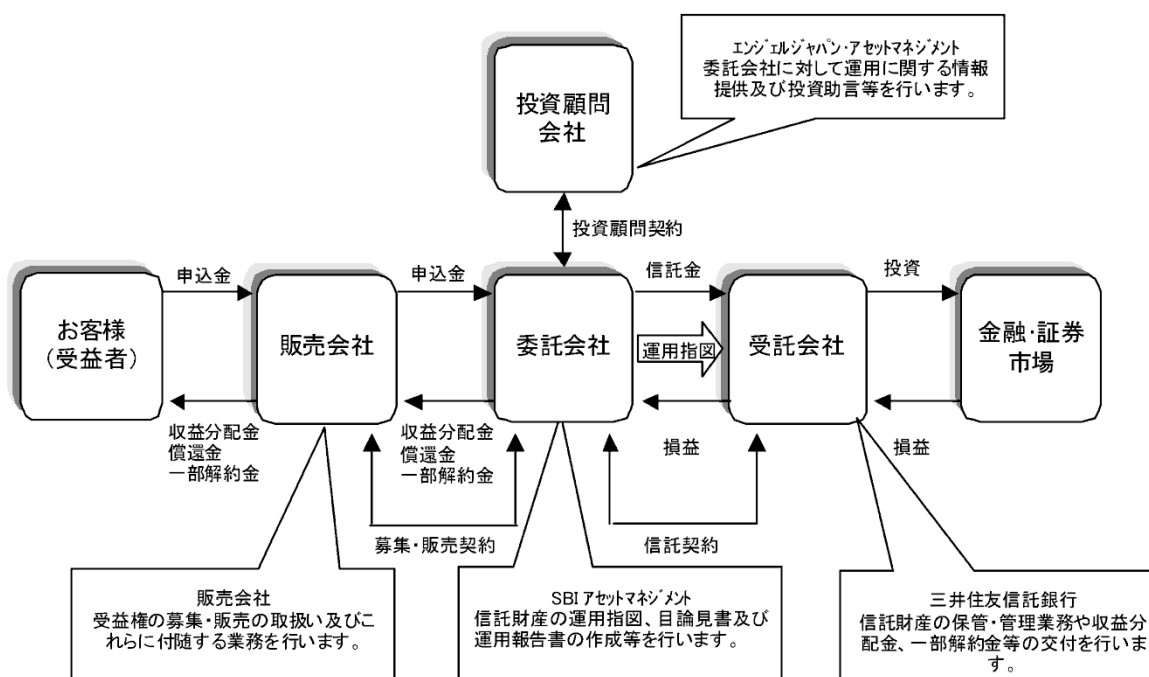 エンジェルジャパン・アセットマネジメント
委託会社に対して運用に関する情報
提供及び投資助言等を行います。
投資顧問
会社
投資顧問契約
申込金
申込金
信託金
投資
お客様
(受益者)
販売会社
委託会社
運用指図
受託会社
金融・証券
市場
収益分配金
償還金
一部解約金
収益分配金
償還金
一部解約金
損益
損益
募集・販売契約
信託契約
販売会社
受益権の募集・販売の取扱い及びこ
れらに付随する業務を行います。
SBIアセットマネジメント
信託財産の運用指図、目論見書及び
運用報告書の作成等を行います。
三井住友信託銀行
信託財産の保管・管理業務や収益分
配金、一部解約金等の交付を行いま
す。